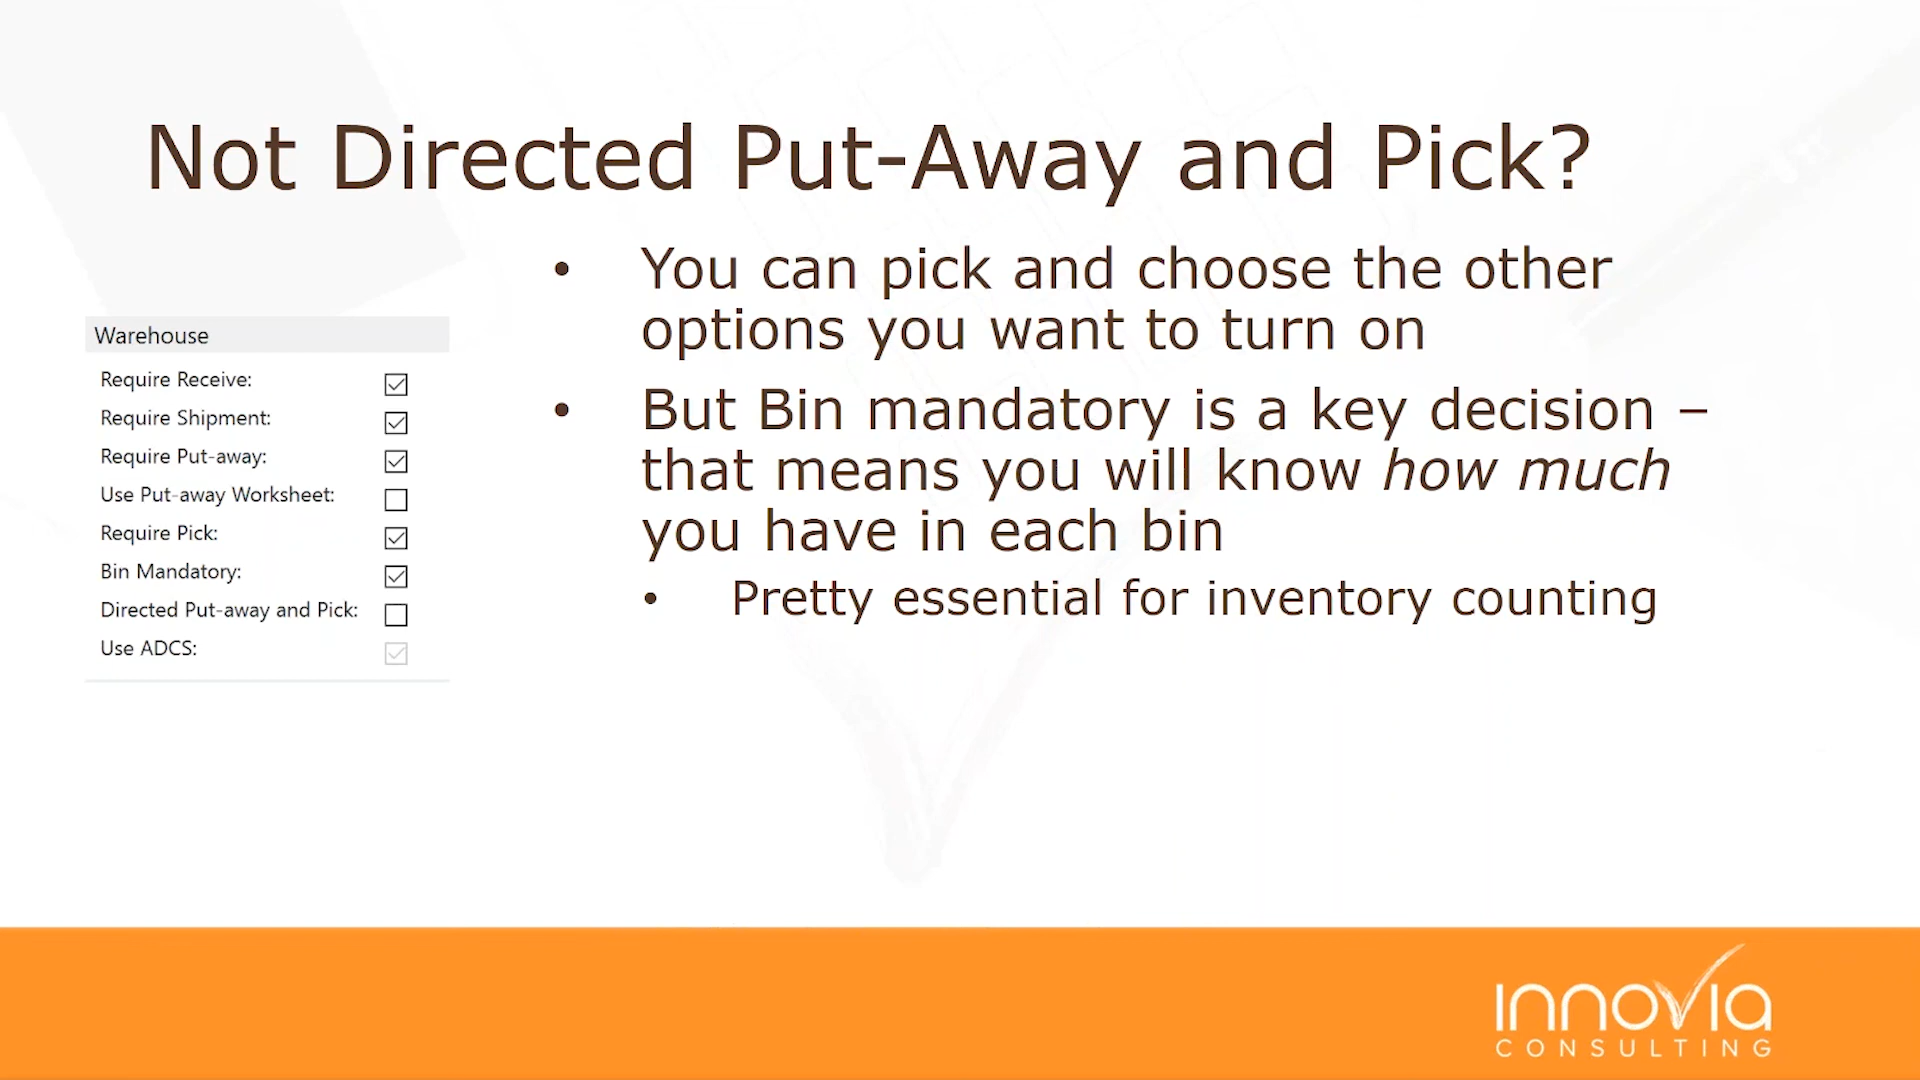 Not Directed Put-Away and Pick?
Warehouse
Require Receive:
Require Shipment:
Require Put-away:
Use Put-away Worksheet:
Require Pick:
Bin Mandatory:
Directed Put-away and Pick:
Use ADCS:
• You can pick and choose the other
options you want to turn on
• But Bin mandatory is a key decision –
that means you will know how much
you have in each bin
• Pretty essential for inventory counting
innovia
CONSULTING